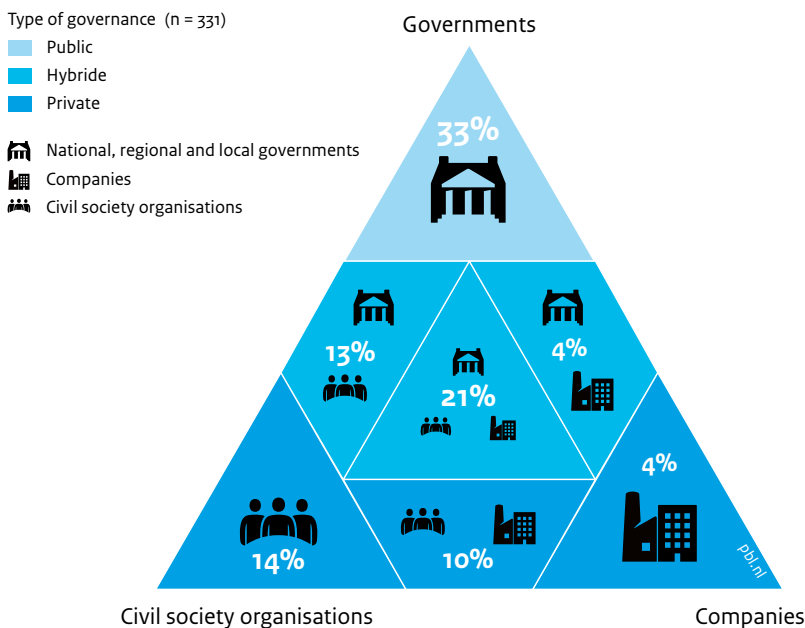 Type of governance (n = 331)
Public
Hybride
Private
National, regional and local governments
Companies
Civil society organisations
Governments
33%
13%
4%
21%
4%
14%
10%
pbl.nl
Civil society organisations
Companies